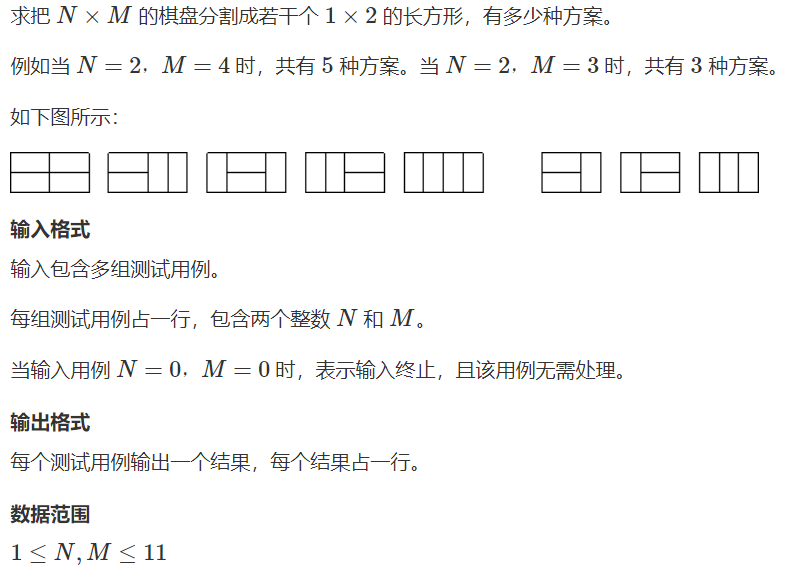 求把 N × M 的棋盘分割成若干个 1 × 2 的长方形，有多少种方案。
例如当 N = 2，M = 4 时，共有 5 种方案。当 N = 2，M = 3 时，共有 3 种方案。
如下图所示：
输入格式
输入包含多组测试用例。
每组测试用例占一行，包含两个整数 N 和 M。
当输入用例 N = 0，M = 0 时，表示输入终止，且该用例无需处理。
输出格式
每个测试用例输出一个结果，每个结果占一行。
数据范围
1 ≤ N, M ≤ 11